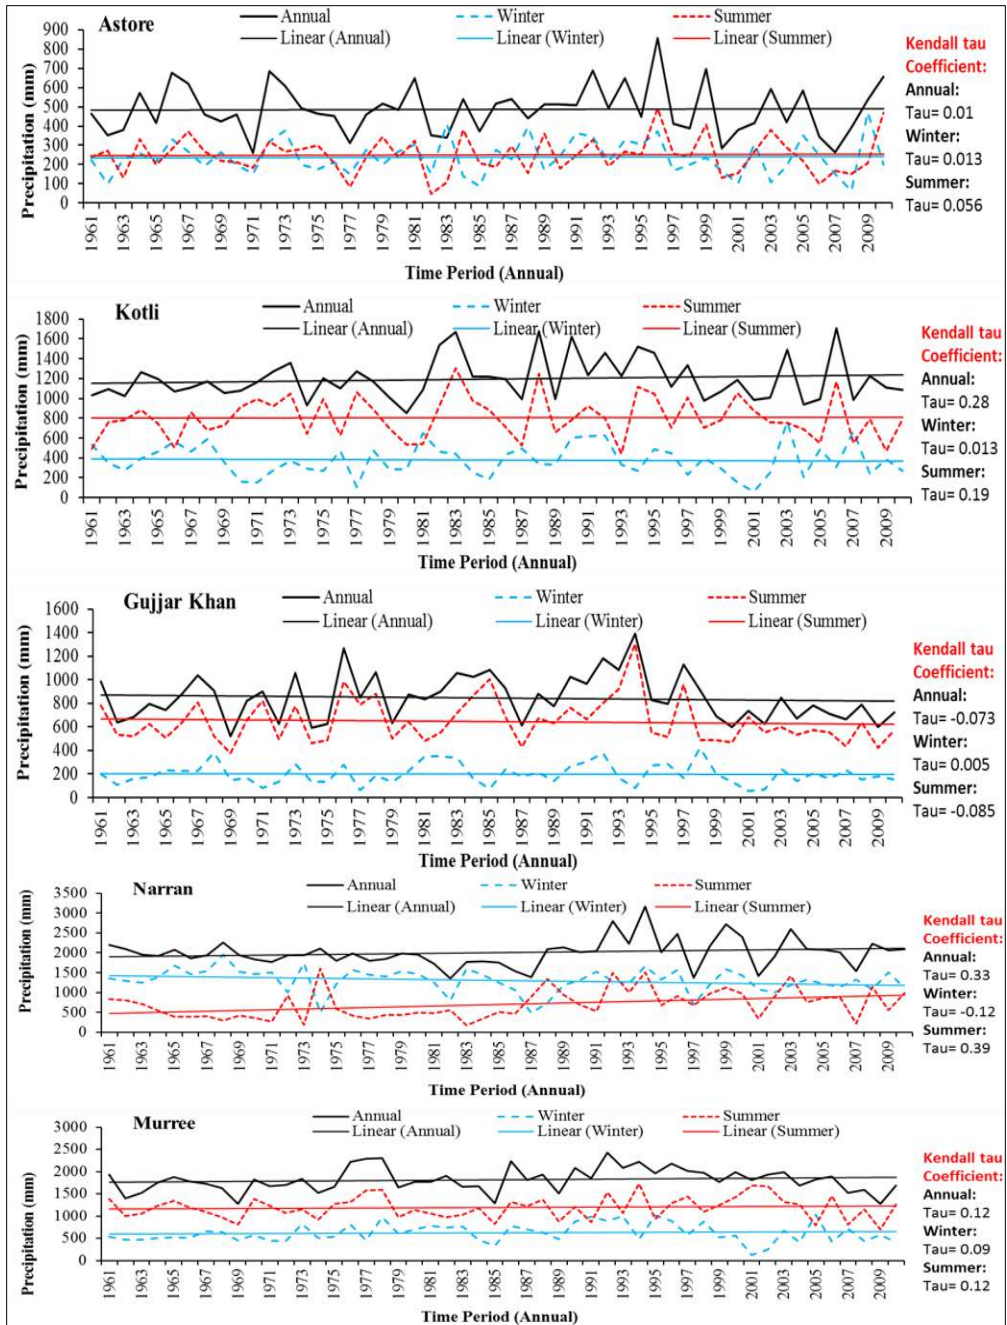 Astore
Annual Winter Summer
Linear (Annual) Linear (Winter) Linear (Summer)
Precipitation (mm)
900
800
700
600
500
400
300
200
100
0
1961 1963 1965 1967 1969 1971 1973 1975 1977 1979 1981 1983 1985 1987 1989 1991 1993 1995 1997 1999 2001 2003 2005 2007 2009
Time Period (Annual)
Kendall tau
Coefficient:
Annual:
Tau= 0.01
Winter:
Tau= 0.013
Summer:
Tau= 0.056
Kotli
Annual Winter Summer
Linear (Annual) Linear (Winter) Linear (Summer)
Precipitation (mm)
1800
1600
1400
1200
1000
800
600
400
200
0
1961 1963 1965 1967 1969 1971 1973 1975 1977 1979 1981 1983 1985 1987 1989 1991 1993 1995 1997 1999 2001 2003 2005 2007 2009
Time Period (Annual)
Kendall tau
Coefficient:
Annual:
Tau= 0.28
Winter:
Tau= 0.013
Summer:
Tau= 0.19
Gujjar Khan
Annual Winter Summer
Linear (Annual) Linear (Winter) Linear (Summer)
Precipitation (mm)
1600
1400
1200
1000
800
600
400
200
0
1961 1963 1965 1967 1969 1971 1973 1975 1977 1979 1981 1983 1985 1987 1989 1991 1993 1995 1997 1999 2001 2003 2005 2007 2009
Time Period (Annual)
Kendall tau
Coefficient:
Annual:
Tau= -0.073
Winter:
Tau= 0.005
Summer:
Tau= -0.085
Narran
Annual Winter Summer
Linear (Annual) Linear (Winter) Linear (Summer)
Precipitation (mm)
3500
3000
2500
2000
1500
1000
500
0
1961 1963 1965 1967 1969 1971 1973 1975 1977 1979 1981 1983 1985 1987 1989 1991 1993 1995 1997 1999 2001 2003 2005 2007 2009
Time Period (Annual)
Kendall tau
Coefficient:
Annual:
Tau= 0.33
Winter:
Tau= -0.12
Summer:
Tau= 0.39
Murree
Annual Winter Summer
Linear (Annual) Linear (Winter) Linear (Summer)
Precipitation (mm)
3000
2500
2000
1500
1000
500
0
1961 1963 1965 1967 1969 1971 1973 1975 1977 1979 1981 1983 1985 1987 1989 1991 1993 1995 1997 1999 2001 2003 2005 2007 2009
Time Period (Annual)
Kendall tau
Coefficient:
Annual:
Tau= 0.12
Winter:
Tau= 0.09
Summer:
Tau= 0.12